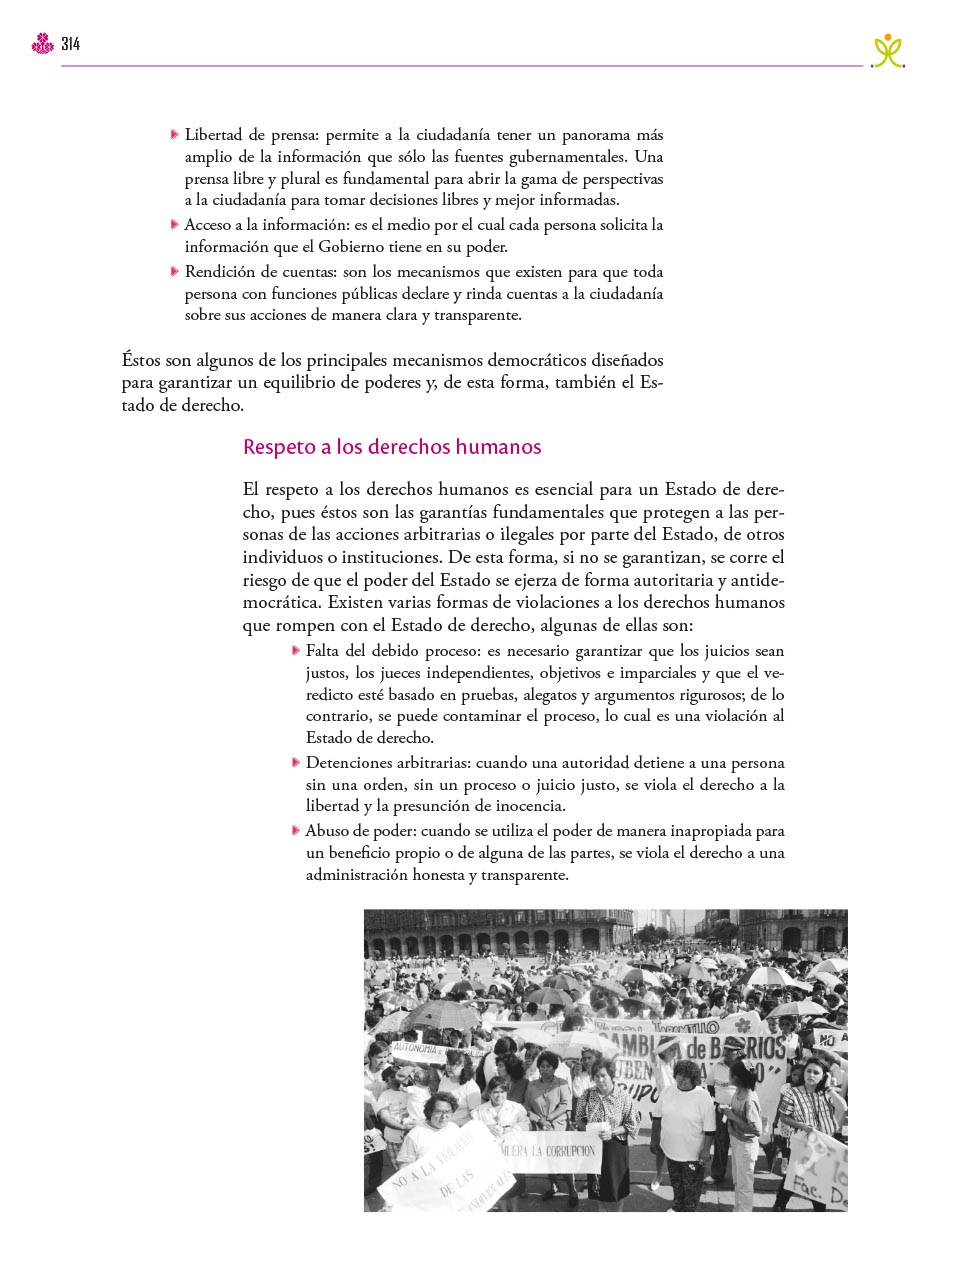 314
Libertad de prensa: permite a la ciudadanía tener un panorama más
amplio de la información que sólo las fuentes gubernamentales. Una
prensa libre y plural es fundamental para abrir la gama de perspectivas
a la ciudadanía para tomar decisiones libres y mejor informadas.
Acceso a la información: es el medio por el cual cada persona solicita la
información que el Gobierno tiene en su poder.
Rendición de cuentas: son los mecanismos que existen para que toda
persona con funciones públicas declare y rinda cuentas a la ciudadanía
sobre sus acciones de manera clara y transparente.
Éstos son algunos de los principales mecanismos democráticos diseñados
para garantizar un equilibrio de poderes y, de esta forma, también el Es-
tado de derecho.
Respeto a los derechos humanos
El respeto a los derechos humanos es esencial para un Estado de dere-
cho, pues éstos son las garantías fundamentales que protegen a las per-
sonas de las acciones arbitrarias o ilegales por parte del Estado, de otros
individuos o instituciones. De esta forma, si no se garantizan, se corre el
riesgo de que el poder del Estado se ejerza de forma autoritaria y antide-
mocrática. Existen varias formas de violaciones a los derechos humanos
que rompen con el Estado de derecho, algunas de ellas son:
Falta del debido proceso: es necesario garantizar que los juicios sean
justos, los jueces independientes, objetivos e imparciales y que el ve-
redicto esté basado en pruebas, alegatos y argumentos rigurosos; de lo
contrario, se puede contaminar el proceso, lo cual es una violación al
Estado de derecho.
Detenciones arbitrarias: cuando una autoridad detiene a una persona
sin una orden, sin un proceso o juicio justo, se viola el derecho a la
libertad y la presunción de inocencia.
Abuso de poder: cuando se utiliza el poder de manera inapropiada para
un beneficio propio o de alguna de las partes, se viola el derecho a una
administración honesta y transparente.
AUTONOMIA
de BARRIOS
NO A
MUERA LA CORRUPCION
NO A LA VIOLACION
DE LAS
Fac. De